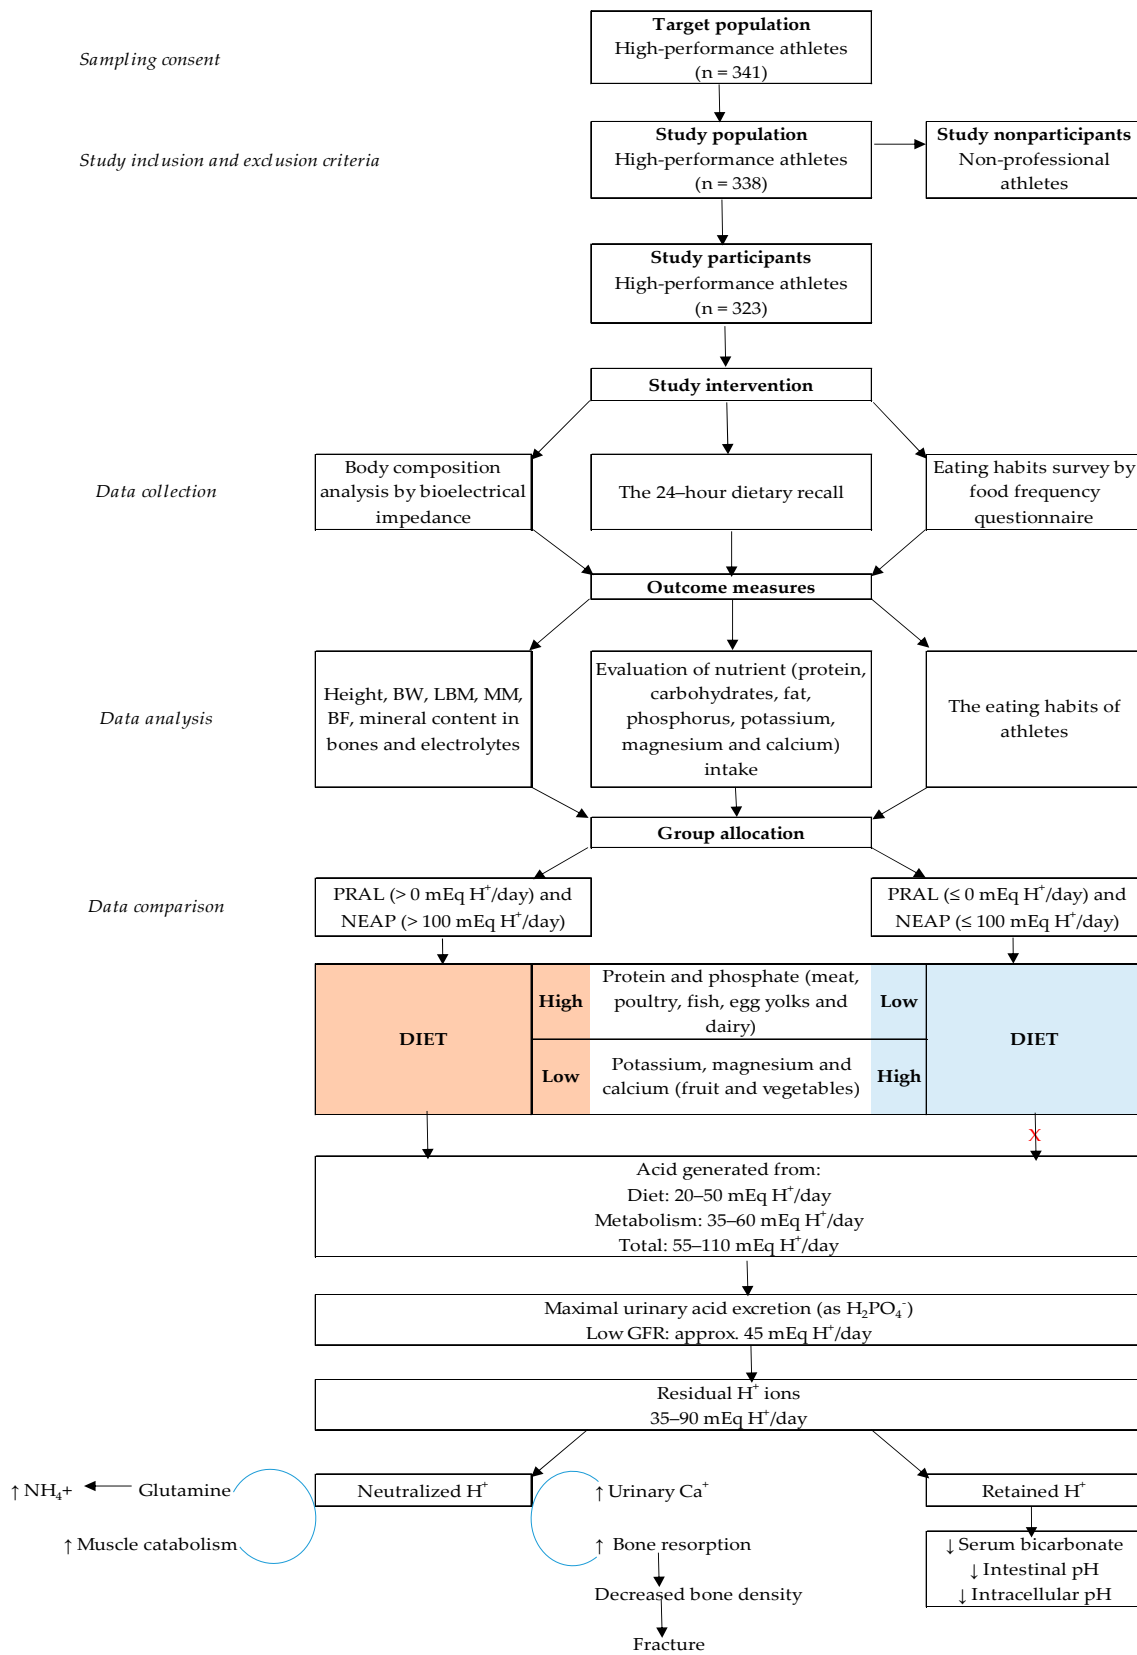 Sampling consent
Target population
High-performance athletes
(n = 341)
Study inclusion and exclusion criteria
Study population
High-performance athletes
(n = 338)
Study nonparticipants
Non-professional
athletes
Study participants
High-performance athletes
(n = 323)
Study intervention
Data collection
Body composition
analysis by bioelectrical
impedance
The 24–hour dietary recall
Eating habits survey by
food frequency
questionnaire
Outcome measures
Data analysis
Height, BW, LBM, MM,
BF, mineral content in
bones and electrolytes
Evaluation of nutrient (protein,
carbohydrates, fat,
phosphorus, potassium,
magnesium and calcium)
intake
The eating habits of
athletes
Group allocation
Data comparison
PRAL (> 0 mEq H⁺/day) and
NEAP (> 100 mEq H⁺/day)
PRAL (≤ 0 mEq H⁺/day) and
NEAP (≤ 100 mEq H⁺/day)
DIET
High
Protein and phosphate (meat,
poultry, fish, egg yolks and
dairy)
Low
Low
Potassium, magnesium and
calcium (fruit and vegetables)
High
DIET
X
Acid generated from:
Diet: 20–50 mEq H⁺/day
Metabolism: 35–60 mEq H⁺/day
Total: 55–110 mEq H⁺/day
Maximal urinary acid excretion (as H₂PO₄⁻)
Low GFR: approx. 45 mEq H⁺/day
Residual H⁺ ions
35–90 mEq H⁺/day
↑ NH₄+
Glutamine
↑ Muscle catabolism
Neutralized H⁺
↑ Urinary Ca⁺
↑ Bone resorption
Decreased bone density
Fracture
Retained H⁺
↓ Serum bicarbonate
↓ Intestinal pH
↓ Intracellular pH